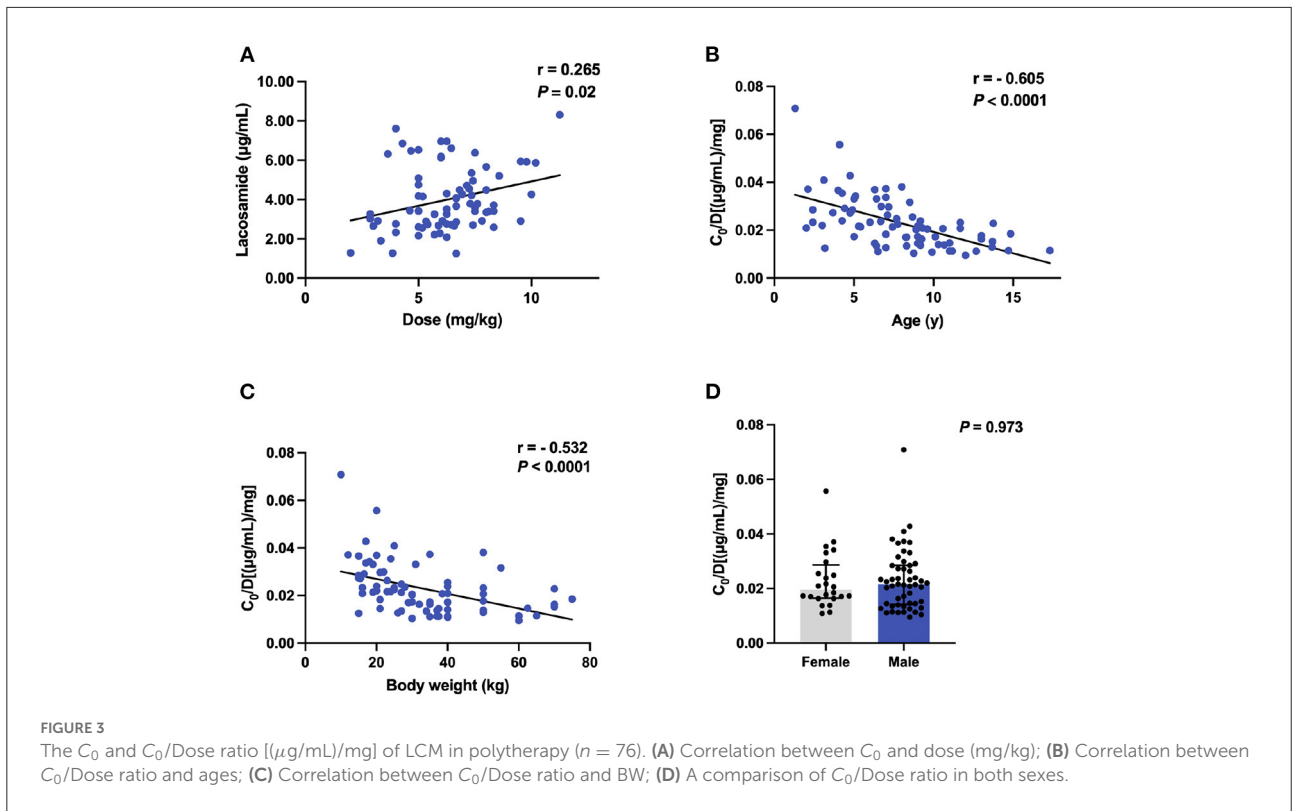 A
r = 0.265
P = 0.02
10.00
8.00
6.00
4.00
2.00
0.00
Lacosamide (μg/mL)
0 5 10
Dose (mg/kg)
B
r = - 0.605
P < 0.0001
0.08
0.06
0.04
0.02
0.00
C₀/D[(μg/mL)/mg]
0 5 10 15
Age (y)
C
r = - 0.532
P < 0.0001
0.08
0.06
0.04
0.02
0.00
C₀/D[(μg/mL)/mg]
0 20 40 60 80
Body weight (kg)
D
P = 0.973
0.08
0.06
0.04
0.02
0.00
C₀/D[(μg/mL)/mg]
Female Male
FIGURE 3
The C₀ and C₀/Dose ratio [(μg/mL)/mg] of LCM in polytherapy (n = 76). (A) Correlation between C₀ and dose (mg/kg); (B) Correlation between
C₀/Dose ratio and ages; (C) Correlation between C₀/Dose ratio and BW; (D) A comparison of C₀/Dose ratio in both sexes.